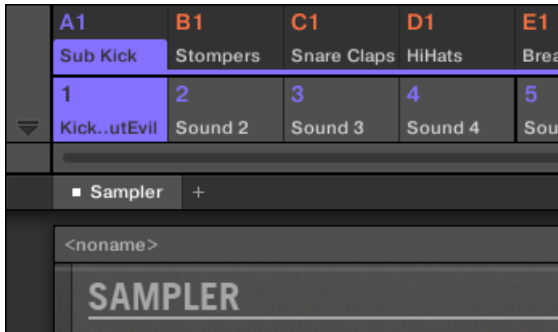 A1 B1 C1 D1 E1
Sub Kick Stompers Snare Claps HiHats
1 2 3 4 5
Kick..utEvil Sound 2 Sound 3 Sound 4
Sampler +
<noname>
SAMPLER